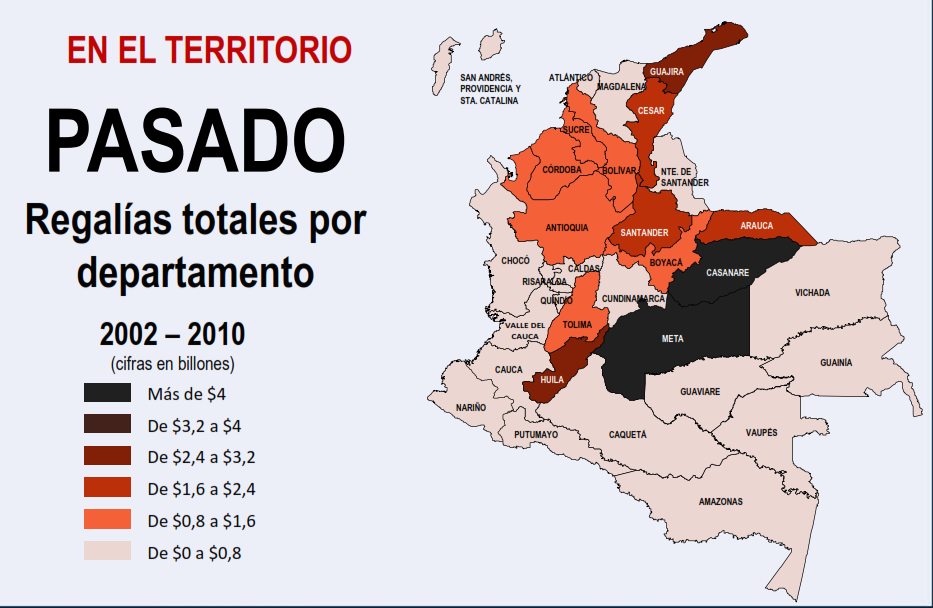 EN EL TERRITORIO
PASADO
Regalías totales por
departamento
2002 – 2010
(cifras en billones)
Más de $4
De $3,2 a $4
De $2,4 a $3,2
De $1,6 a $2,4
De $0,8 a $1,6
De $0 a $0,8
SAN ANDRÉS,
PROVIDENCIA Y
STA. CATALINA
ATLÁNTICO
MAGDALENA
GUAJIRA
CESAR
SUCRE
CÓRDOBA
BOLÍVAR
NTE. DE
SANTANDER
ANTIOQUIA
SANTANDER
ARAUCA
CHOCÓ
CALDAS
BOYACÁ
CASANARE
RISARALDA
QUINDÍO
CUNDINAMARCA
VICHADA
VALLE DEL
CAUCA
TOLIMA
META
CAUCA
HUILA
GUAVIARE
GUAINÍA
NARIÑO
PUTUMAYO
CAQUETÁ
VAUPÉS
AMAZONAS